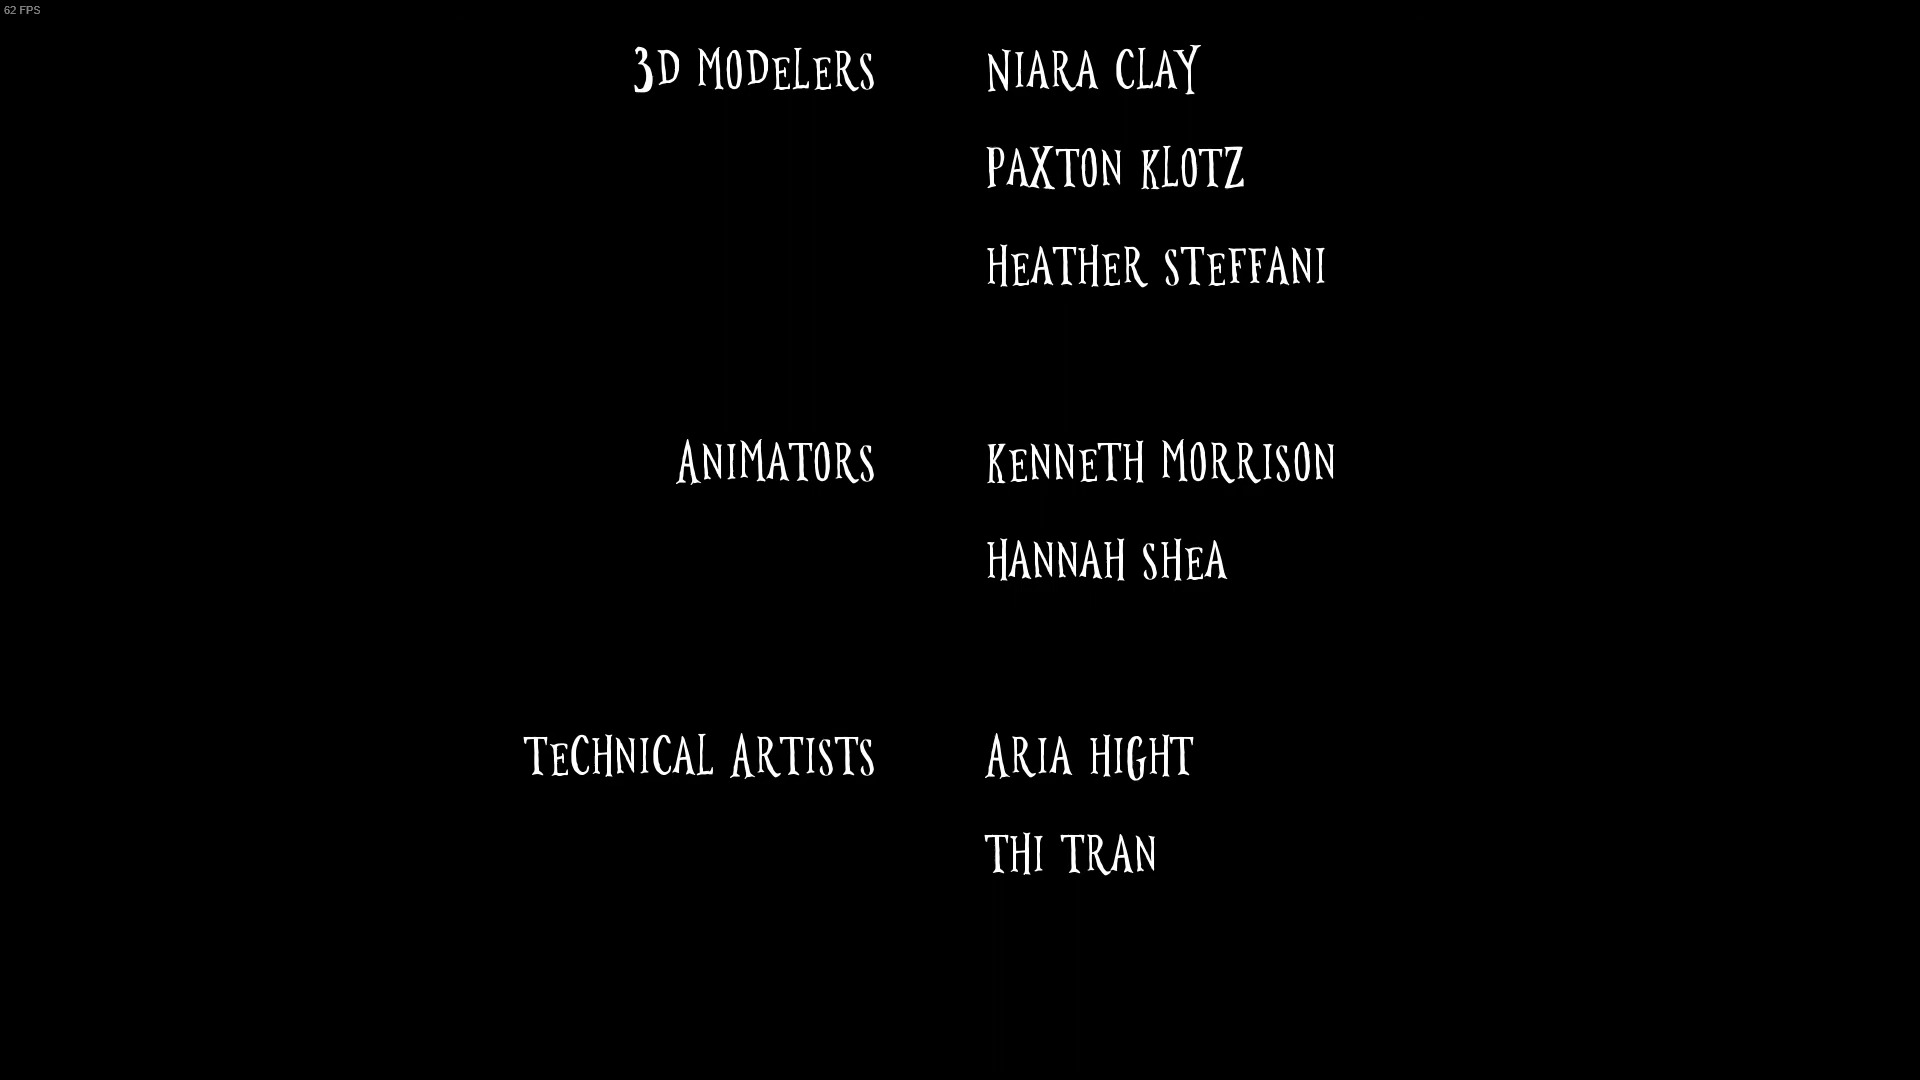 62 FPS
3D MODELERS NIARA CLAY
PAXTON KLOTZ
HEATHER STEFFANI
ANIMATORS KENNETH MORRISON
HANNAH SHEA
TECHNICAL ARTISTS ARIA HIGHT
THI TRAN